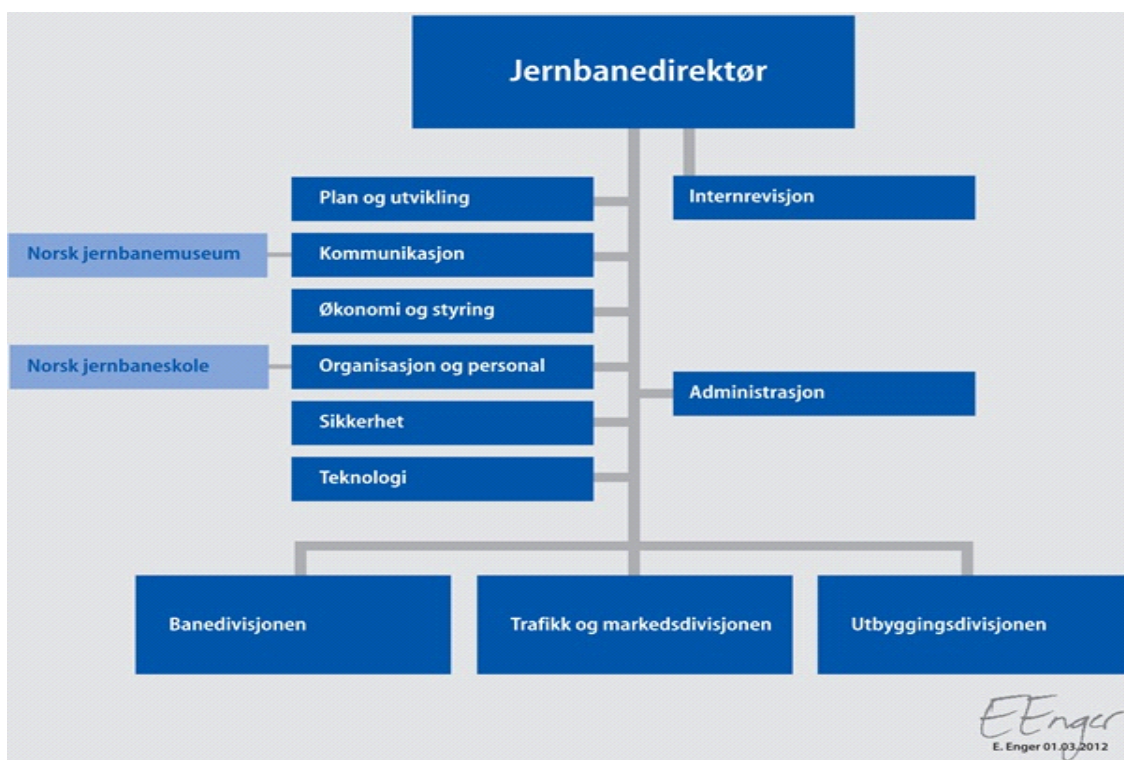 Jernbanedirektør
Plan og utvikling
Internrevisjon
Norsk jernbanemuseum
Kommunikasjon
Økonomi og styring
Norsk jernbaneskole
Organisasjon og personal
Administrasjon
Sikkerhet
Teknologi
Banedivisjonen
Trafikk og markedsdivisjonen
Utbyggingsdivisjonen
EEnger
E. Enger 01.03.2012